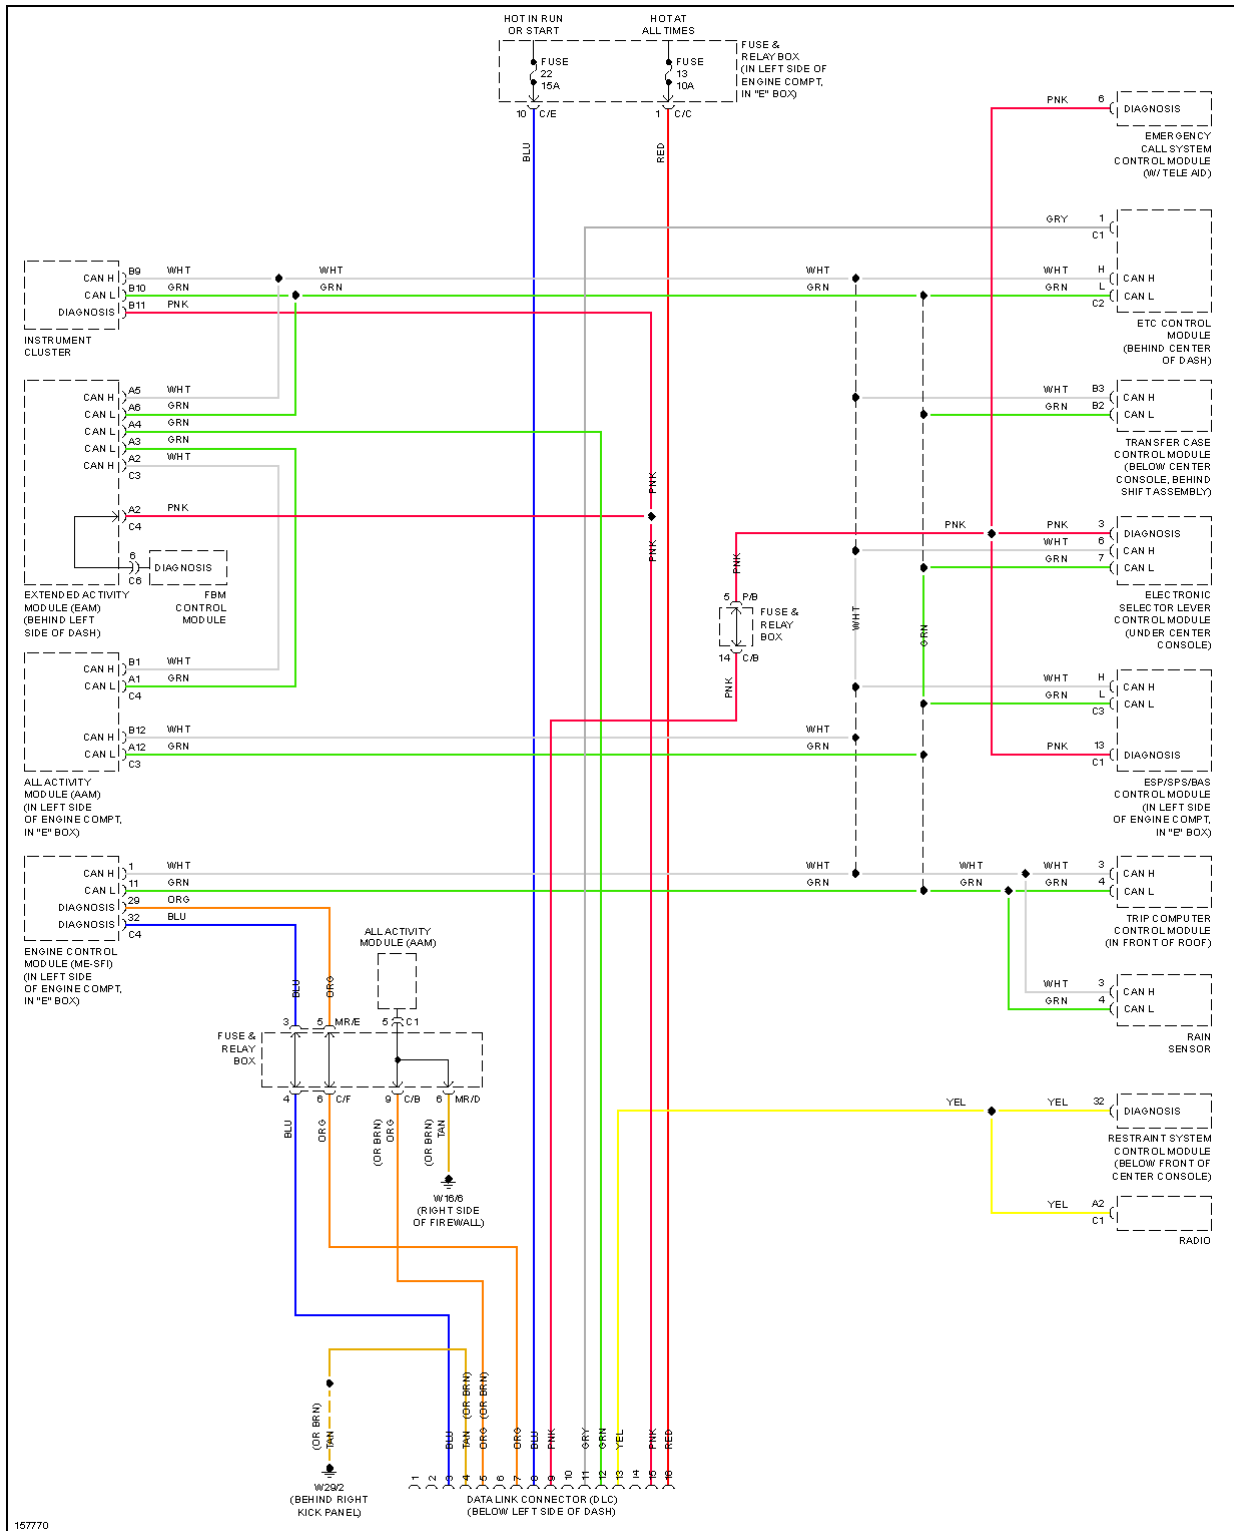 HOT IN RUN
OR START
HOT AT
ALL TIMES
FUSE
22
15A
FUSE
13
10A
FUSE &
RELAY BOX
(IN LEFT SIDE OF
ENGINE COMPT,
IN "E" BOX)
10 C/E
1 C/C
BLU
RED
PNK 6
DIAGNOSIS
EMERGENCY
CALL SYSTEM
CONTROL MODULE
(W/ TELE AID)
GRY 1
C1
WHT H
CAN H
GRN L
CAN L
C2
ETC CONTROL
MODULE
(BEHIND CENTER
OF DASH)
CAN H B9 WHT WHT WHT
CAN L B10 GRN GRN GRN
DIAGNOSIS B11 PNK
INSTRUMENT
CLUSTER
CAN H A5 WHT
CAN L A6 GRN
CAN L A4 GRN
CAN L A3 GRN
CAN H A2 WHT
C3
A2 PNK
C4
6
C6
DIAGNOSIS
EXTENDED ACTIVITY
MODULE (EAM)
(BEHIND LEFT
SIDE OF DASH)
FBM
CONTROL
MODULE
WHT B3 CAN H
GRN B2 CAN L
TRANSFER CASE
CONTROL MODULE
(BELOW CENTER
CONSOLE, BEHIND
SHIFT ASSEMBLY)
PNK
PNK
PNK PNK 3 DIAGNOSIS
WHT 6 CAN H
GRN 7 CAN L
ELECTRONIC
SELECTOR LEVER
CONTROL MODULE
(UNDER CENTER
CONSOLE)
PNK
5 P/B
FUSE &
RELAY
BOX
14 C/B
PNK
WHT
GRN
CAN H B1 WHT
CAN L A1 GRN
C4
CAN H B12 WHT WHT
CAN L A12 GRN GRN
C3
ALL ACTIVITY
MODULE (AAM)
(IN LEFT SIDE
OF ENGINE COMPT,
IN "E" BOX)
WHT H CAN H
GRN L CAN L
C3
PNK 13 DIAGNOSIS
C1
ESP/SPS/BAS
CONTROL MODULE
(IN LEFT SIDE
OF ENGINE COMPT,
IN "E" BOX)
CAN H 1 WHT WHT WHT WHT 3 CAN H
CAN L 11 GRN GRN GRN GRN 4 CAN L
DIAGNOSIS 29 ORG
DIAGNOSIS 32 BLU
C4
ENGINE CONTROL
MODULE (ME-SFI)
(IN LEFT SIDE
OF ENGINE COMPT,
IN "E" BOX)
TRIP COMPUTER
CONTROL MODULE
(IN FRONT OF ROOF)
ALL ACTIVITY
MODULE (AAM)
BLU
ORG
WHT 3 CAN H
GRN 4 CAN L
RAIN
SENSOR
3 5 MR/E 5 C1
FUSE &
RELAY
BOX
4 6 C/F 9 C/B 6 MR/D
BLU
ORG
(OR BRN)
ORG
(OR BRN)
TAN
W16/6
(RIGHT SIDE
OF FIREWALL)
YEL YEL 32 DIAGNOSIS
RESTRAINT SYSTEM
CONTROL MODULE
(BELOW FRONT OF
CENTER CONSOLE)
YEL A2
C1
RADIO
(OR BRN)
TAN
W29/2
(BEHIND RIGHT
KICK PANEL)
BLU
TAN (OR BRN)
ORG (OR BRN)
ORG
BLU
PNK
GRY
GRN
YEL
PNK
RED
1 2 3 4 5 6 7 8 9 10 11 12 13 14 15 16
DATA LINK CONNECTOR (DLC)
(BELOW LEFT SIDE OF DASH)
157770